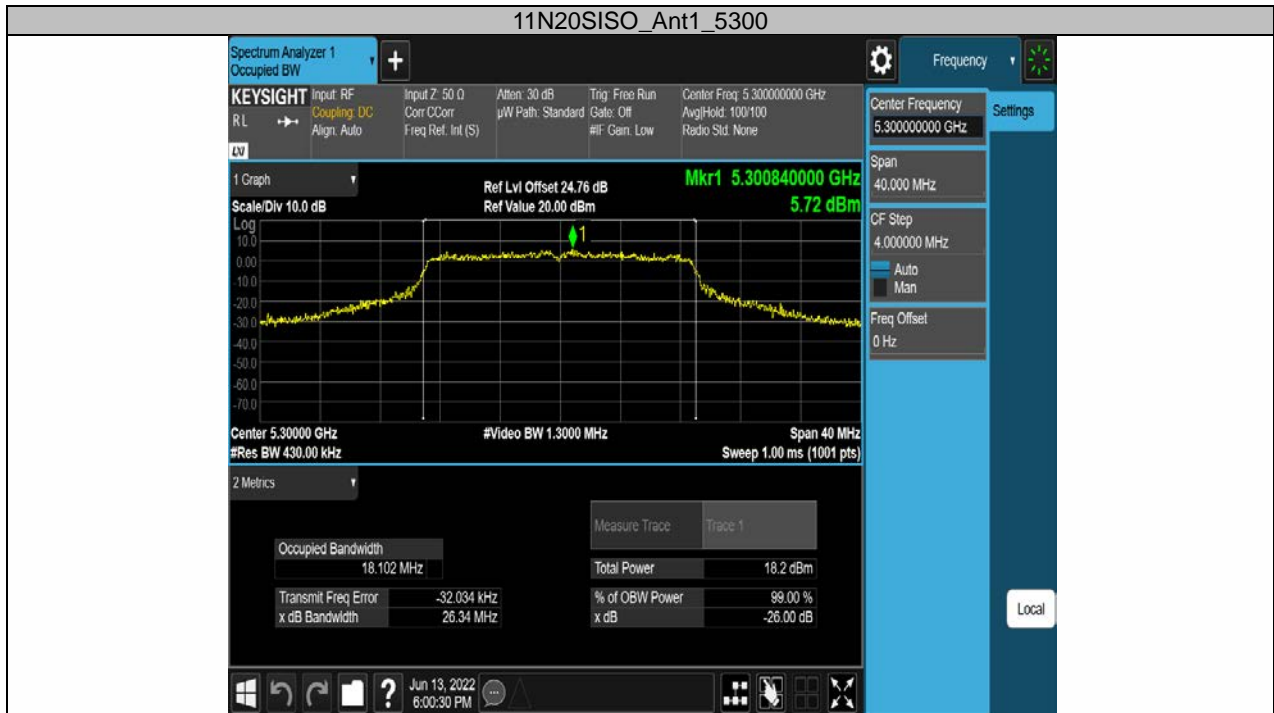 11N20SISO_Ant1_5300
Spectrum Analyzer 1
Occupied BW
+
Frequency
KEYSIGHT
RL
LXI
Input: RF
Coupling: DC
Align: Auto
Input Z: 50 Ω
Corr CCorr
Freq Ref: Int (S)
Atten: 30 dB
µW Path: Standard
Trig: Free Run
Gate: Off
#IF Gain: Low
Center Freq: 5.300000000 GHz
Avg|Hold: 100/100
Radio Std: None
Center Frequency
5.300000000 GHz
Settings
Span
40.000 MHz
CF Step
4.000000 MHz
Auto
Man
Freq Offset
0 Hz
Local
1 Graph
Scale/Div 10.0 dB
Ref Lvl Offset 24.76 dB
Ref Value 20.00 dBm
Mkr1 5.300840000 GHz
5.72 dBm
Log
10.0
0.00
-10.0
-20.0
-30.0
-40.0
-50.0
-60.0
-70.0
1
Center 5.30000 GHz
#Video BW 1.3000 MHz
Span 40 MHz
#Res BW 430.00 kHz
Sweep 1.00 ms (1001 pts)
2 Metrics
Measure Trace
Trace 1
Occupied Bandwidth
18.102 MHz
Total Power
18.2 dBm
Transmit Freq Error
-32.034 kHz
% of OBW Power
99.00 %
x dB Bandwidth
26.34 MHz
x dB
-26.00 dB
?
Jun 13, 2022
6:00:30 PM